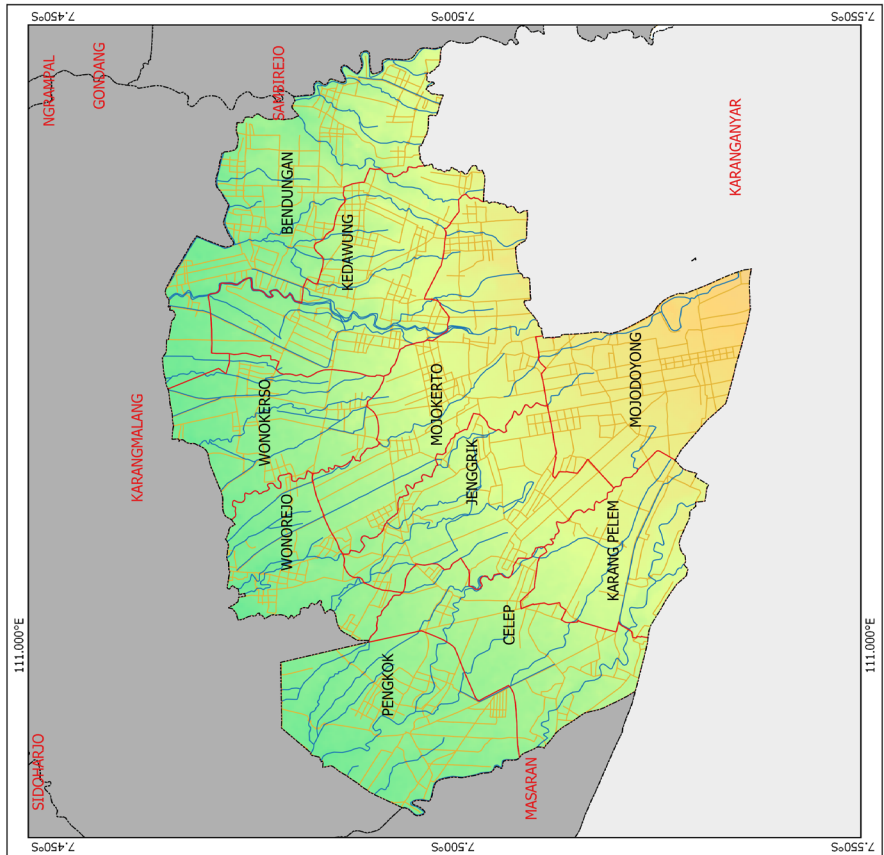 111.000°E
7.450°S
7.450°S
SIDOHARJO
NGRAMPAL
GONDANG
KARANGMALANG
WONOKERSO
SAMBIREJO
WONOREJO
BENDUNGAN
KEDAWUNG
PENGKOK
MOJOKERTO
7.500°S
7.500°S
JENGGRIK
CELEP
MASARAN
KARANG PELEM
MOJODOYONG
KARANGANYAR
7.550°S
7.550°S
111.000°E